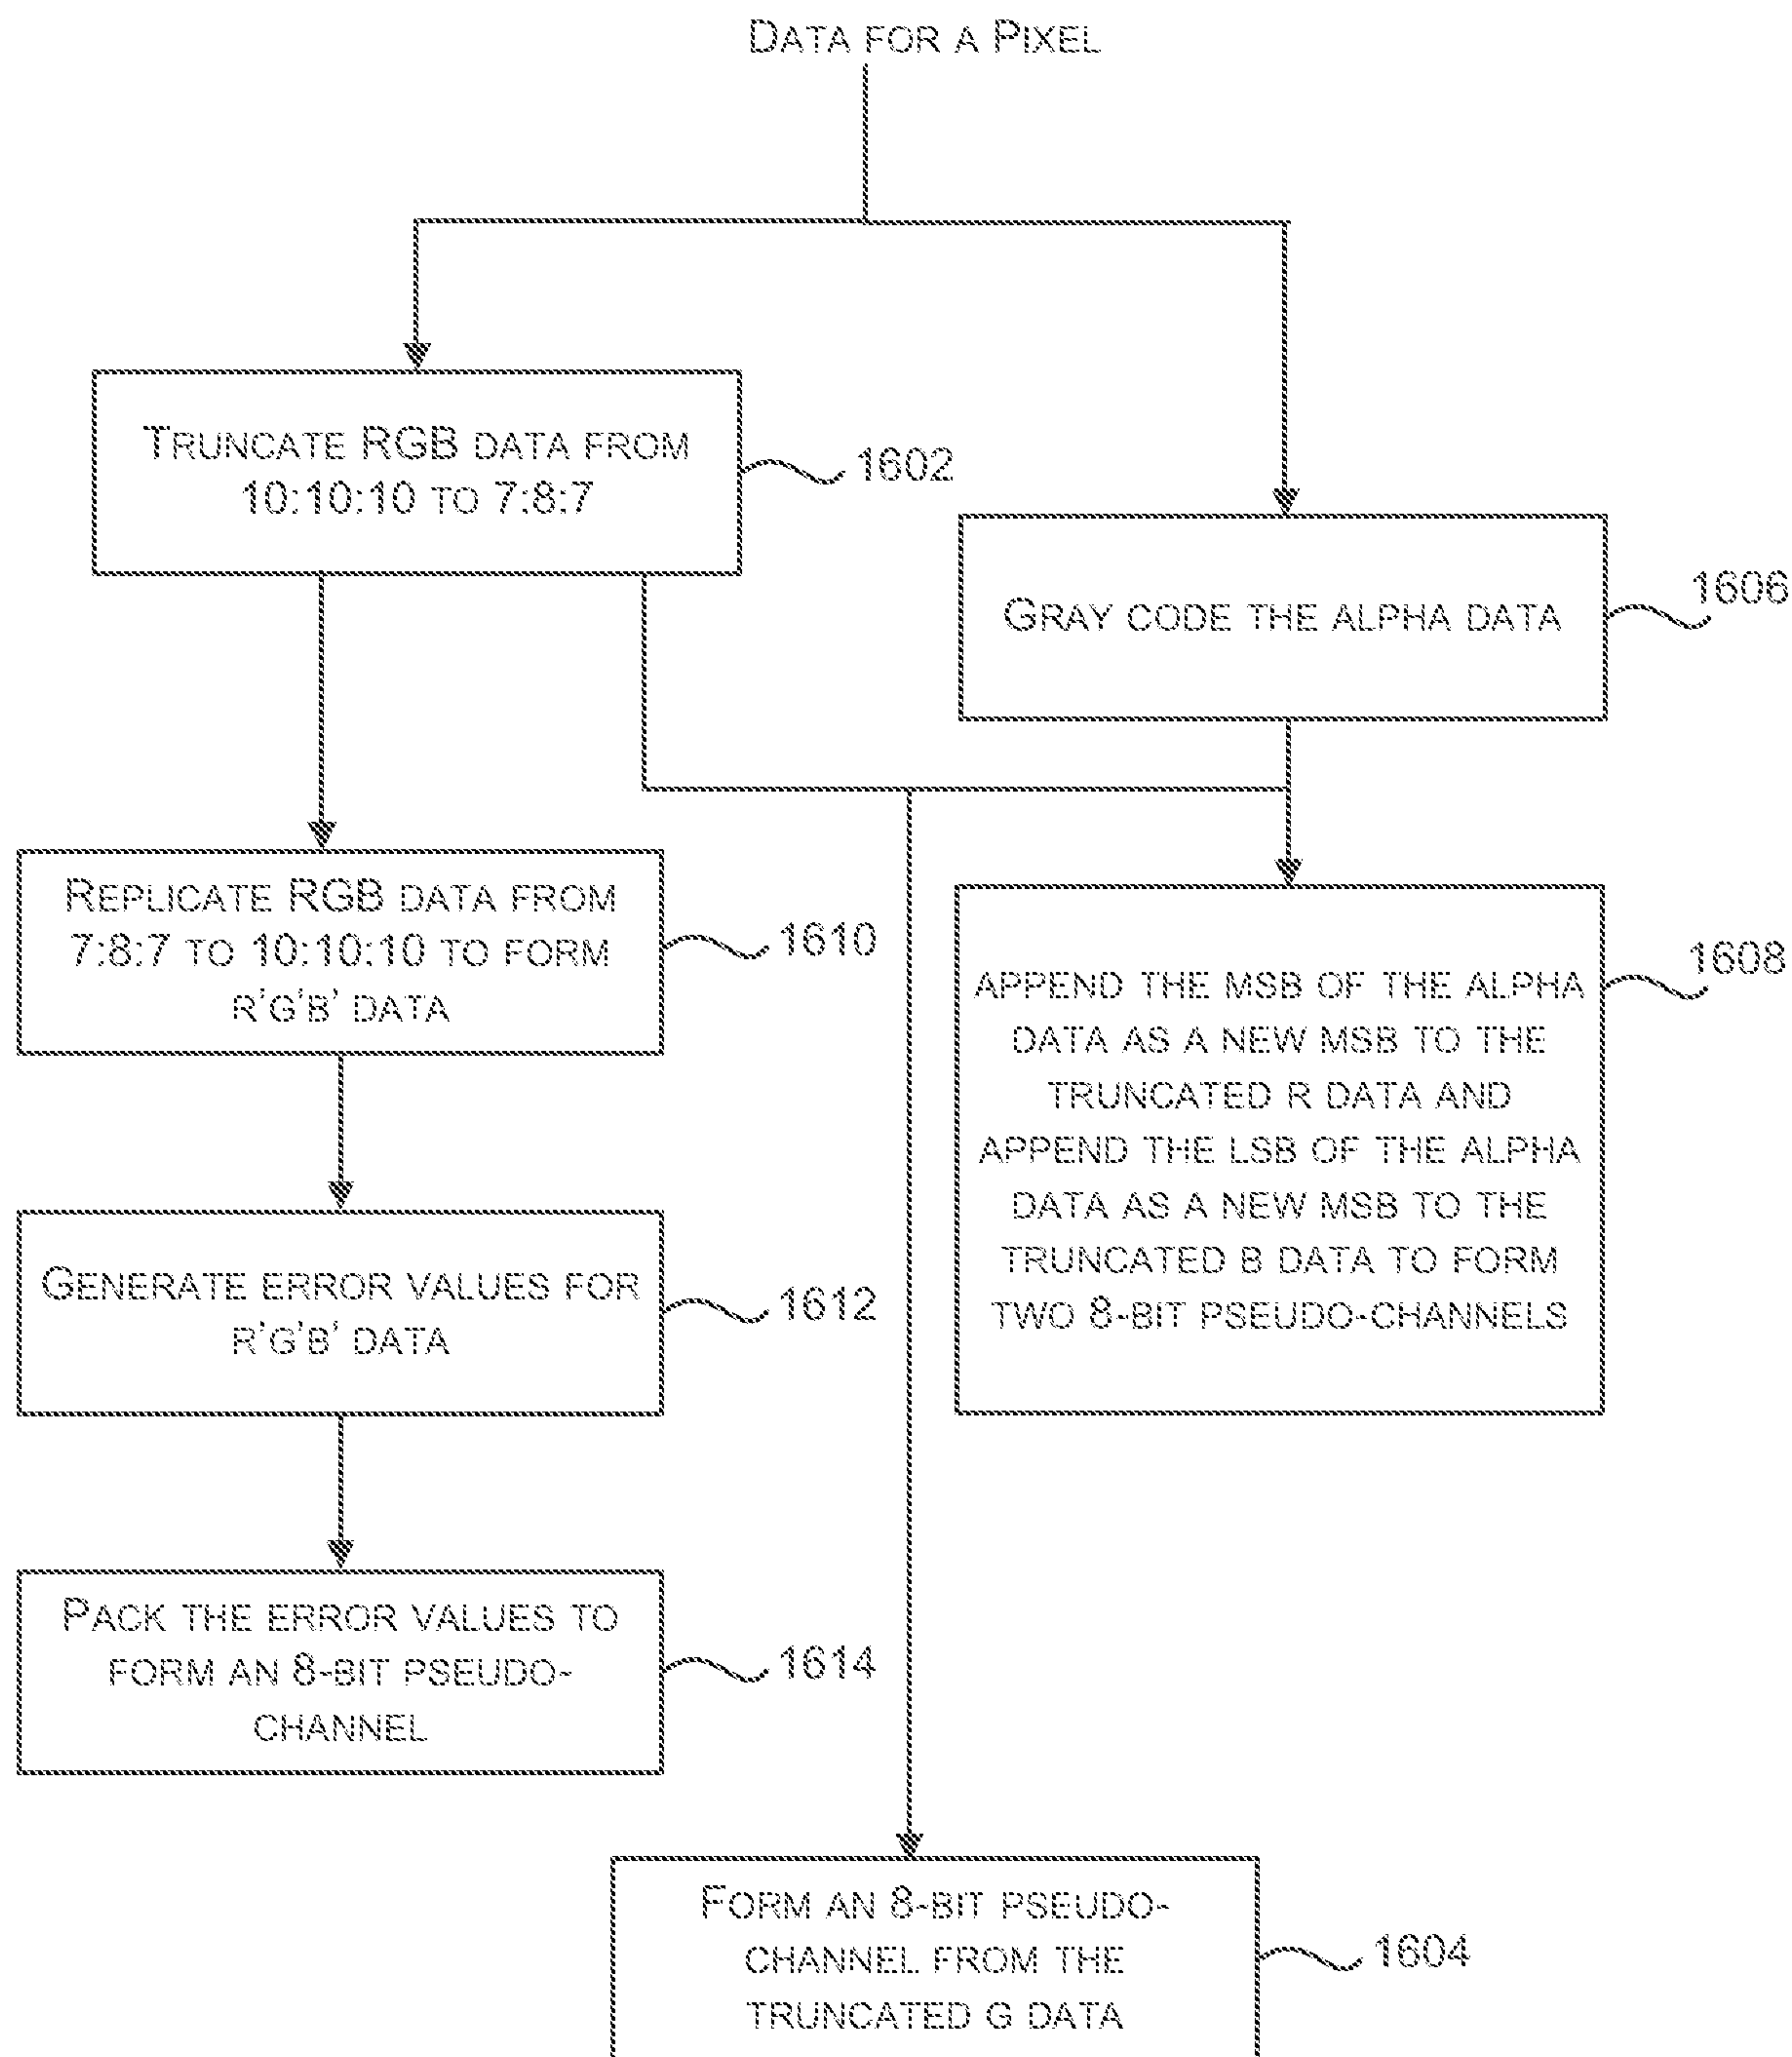 DATA FOR A PIXEL
TRUNCATE RGB DATA FROM
10:10:10 TO 7:8:7
1602
GRAY CODE THE ALPHA DATA
1606
REPLICATE RGB DATA FROM
7:8:7 TO 10:10:10 TO FORM
R'G'B' DATA
1610
APPEND THE MSB OF THE ALPHA
DATA AS A NEW MSB TO THE
TRUNCATED R DATA AND
APPEND THE LSB OF THE ALPHA
DATA AS A NEW MSB TO THE
TRUNCATED B DATA TO FORM
TWO 8-BIT PSEUDO-CHANNELS
1608
GENERATE ERROR VALUES FOR
R'G'B' DATA
1612
PACK THE ERROR VALUES TO
FORM AN 8-BIT PSEUDO-
CHANNEL
1614
FORM AN 8-BIT PSEUDO-
CHANNEL FROM THE
TRUNCATED G DATA
1604